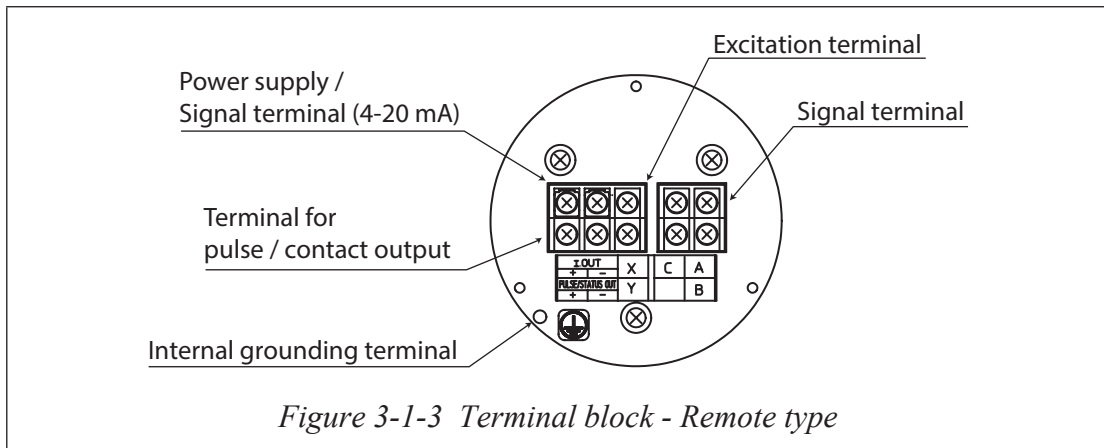 Excitation terminal
Power supply /
Signal terminal (4-20 mA)
Signal terminal
Terminal for
pulse / contact output
I OUT
+ −
X
C
A
PULSE/STATUS OUT
+ −
Y
B
Internal grounding terminal
Figure 3-1-3 Terminal block - Remote type